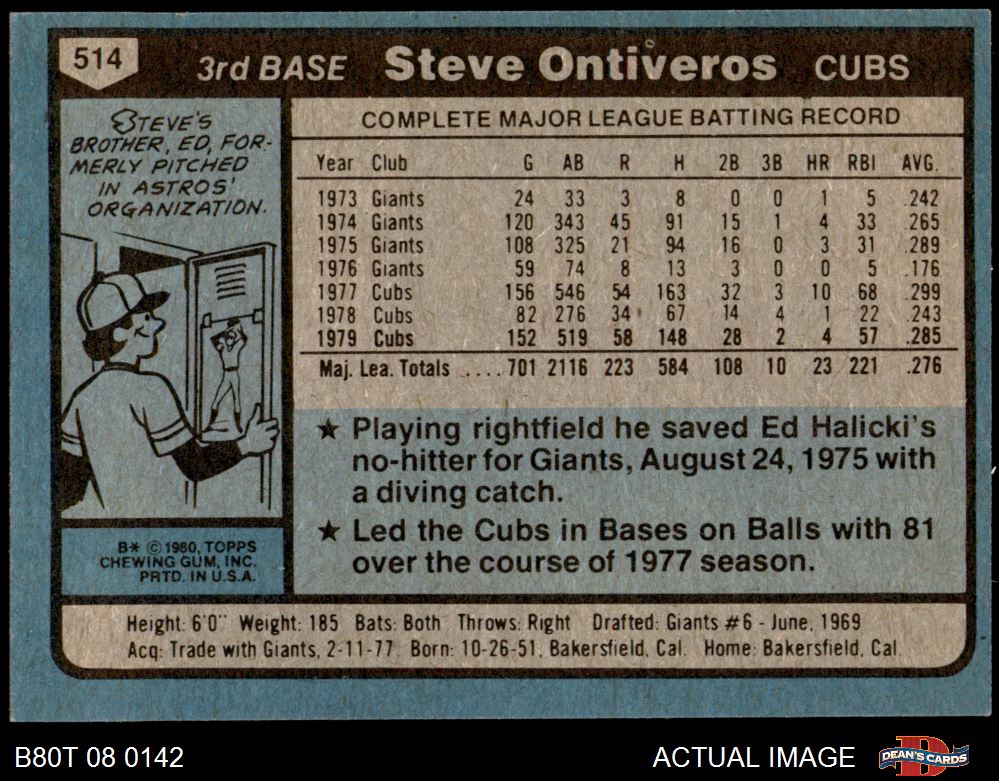 514 3rd BASE Steve Ontiveros CUBS
STEVE'S
BROTHER, ED, FOR-
MERLY PITCHED
IN ASTROS'
ORGANIZATION.
B* © 1980, TOPPS
CHEWING GUM, INC.
PRTD. IN U.S.A.
COMPLETE MAJOR LEAGUE BATTING RECORD
Year Club G AB R H 2B 3B HR RBI AVG.
1973 Giants 24 33 3 8 0 0 1 5 .242
1974 Giants 120 343 45 91 15 1 4 33 .265
1975 Giants 108 325 21 94 16 0 3 31 .289
1976 Giants 59 74 8 13 3 0 0 5 .176
1977 Cubs 156 546 54 163 32 3 10 68 .299
1978 Cubs 82 276 34 67 14 4 1 22 .243
1979 Cubs 152 519 58 148 28 2 4 57 .285
Maj. Lea. Totals ....701 2116 223 584 108 10 23 221 .276
★ Playing rightfield he saved Ed Halicki's
no-hitter for Giants, August 24, 1975 with
a diving catch.
★ Led the Cubs in Bases on Balls with 81
over the course of 1977 season.
Height: 6'0" Weight: 185 Bats: Both Throws: Right Drafted: Giants #6 - June, 1969
Acq: Trade with Giants, 2-11-77 Born: 10-26-51, Bakersfield, Cal. Home: Bakersfield, Cal.
B80T 08 0142 ACTUAL IMAGE DEAN'S CARDS